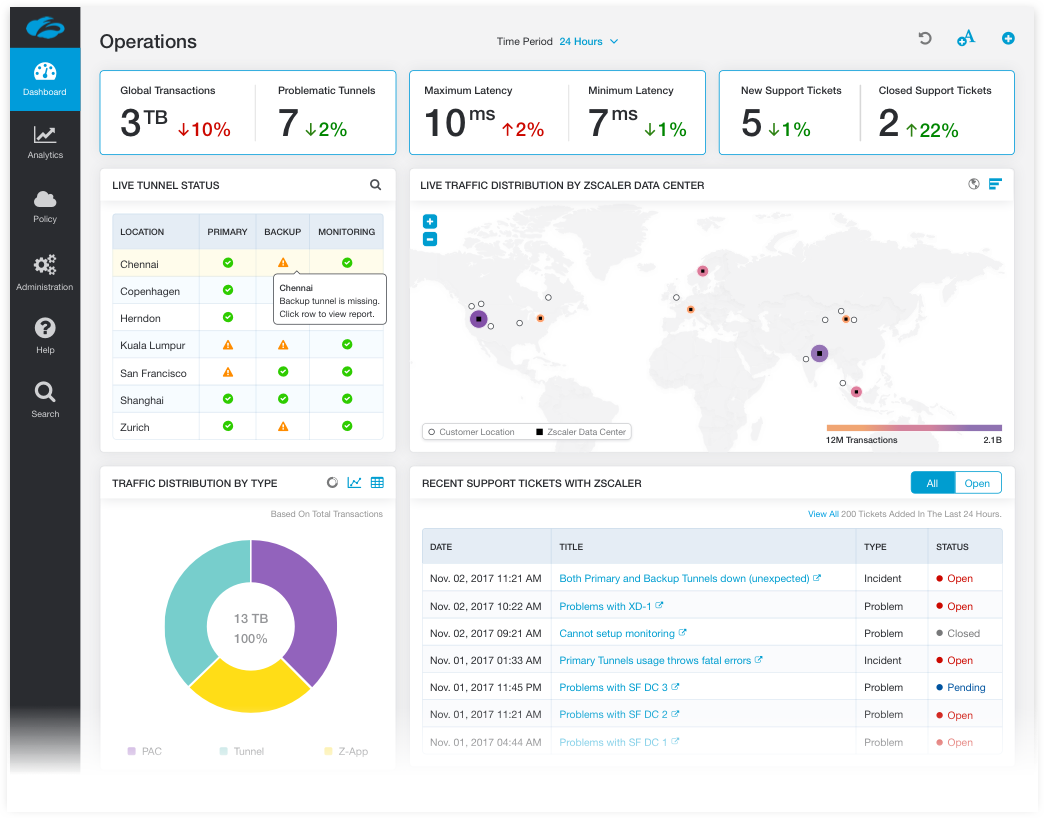 Operations
Time Period 24 Hours
Dashboard
Analytics
Policy
Administration
Help
Search
Global Transactions
3 TB ↓10%
Problematic Tunnels
7 ↓2%
Maximum Latency
10 ms ↑2%
Minimum Latency
7 ms ↓1%
New Support Tickets
5 ↓1%
Closed Support Tickets
2 ↑22%
LIVE TUNNEL STATUS
LOCATION PRIMARY BACKUP MONITORING
Chennai
Copenhagen
Herndon
Kuala Lumpur
San Francisco
Shanghai
Zurich
Chennai
Backup tunnel is missing.
Click row to view report.
LIVE TRAFFIC DISTRIBUTION BY ZSCALER DATA CENTER
Customer Location Zscaler Data Center
12M Transactions 2.1B
TRAFFIC DISTRIBUTION BY TYPE
Based On Total Transactions
13 TB
100%
PAC Tunnel Z-App
RECENT SUPPORT TICKETS WITH ZSCALER
All Open
View All 200 Tickets Added In The Last 24 Hours.
DATE TITLE TYPE STATUS
Nov. 02, 2017 11:21 AM Both Primary and Backup Tunnels down (unexpected) Incident Open
Nov. 02, 2017 10:22 AM Problems with XD-1 Problem Open
Nov. 02, 2017 09:21 AM Cannot setup monitoring Problem Closed
Nov. 01, 2017 01:33 AM Primary Tunnels usage throws fatal errors Incident Open
Nov. 01, 2017 11:45 PM Problems with SF DC 3 Problem Pending
Nov. 01, 2017 11:21 AM Problems with SF DC 2 Problem Open
Nov. 01, 2017 04:44 AM Problems with SF DC 1 Problem Open